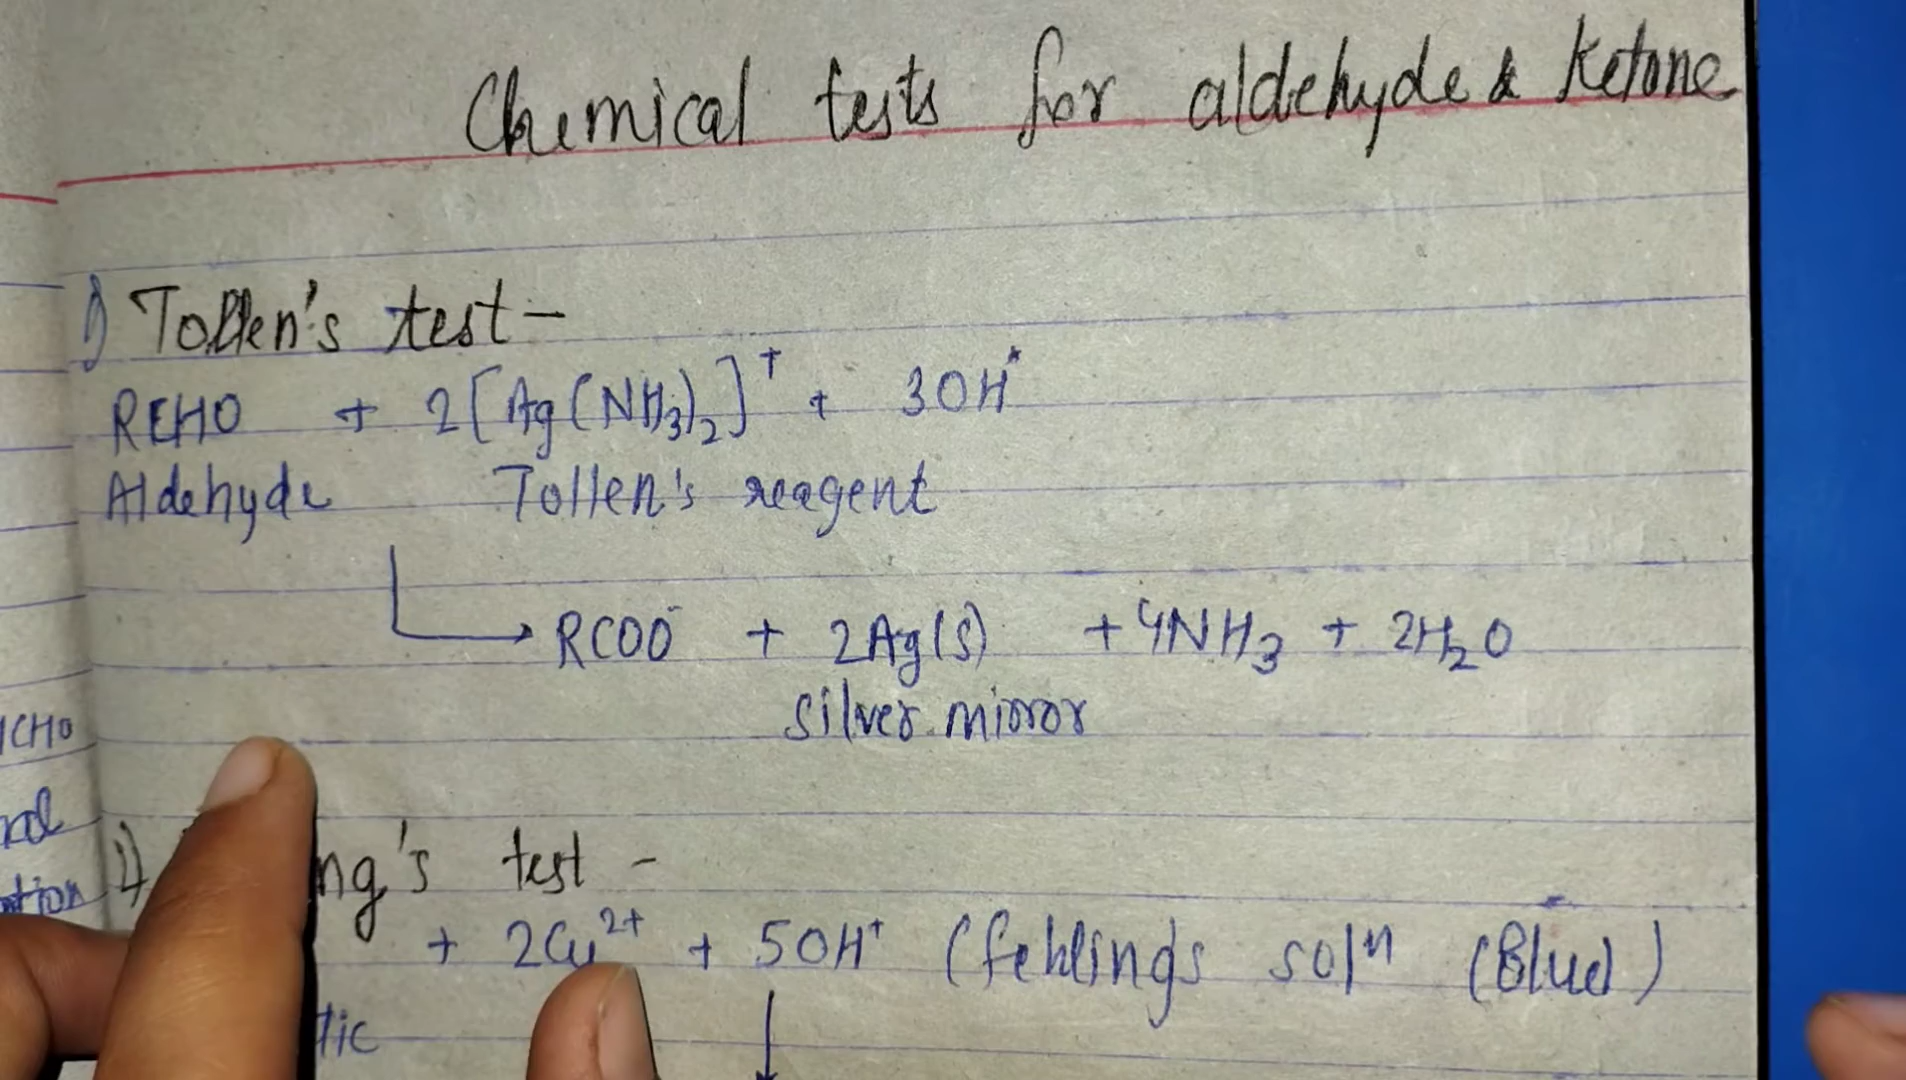 Chemical tests for aldehyde & Ketone
i) Tollen's test -
RCHO + 2[Ag(NH₃)₂]⁺ + 3OH
Aldehyde Tollen's reagent
→ RCOO⁻ + 2Ag(s) + 4NH₃ + 2H₂O
silver mirror
ng's test -
+ 2Cu²⁺ + 5OH⁺ (fehlings solⁿ (Blue)
tic
CHO
tion